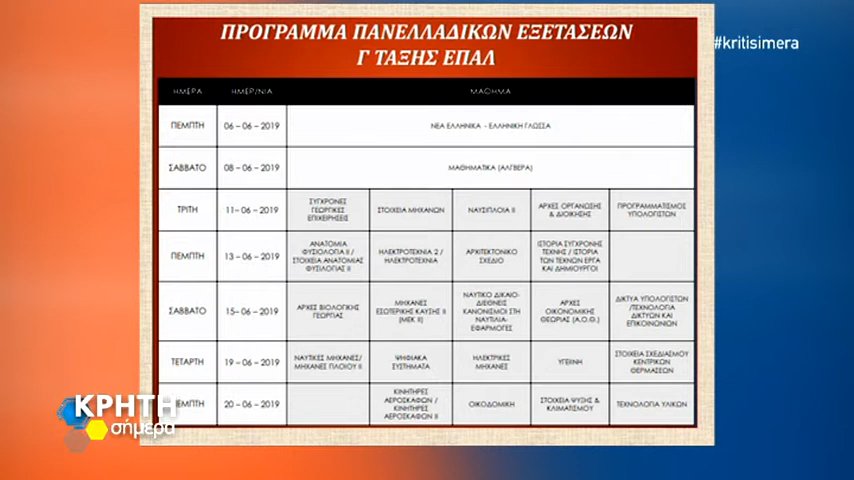 ΠΡΟΓΡΑΜΜΑ ΠΑΝΕΛΛΑΔΙΚΩΝ ΕΞΕΤΑΣΕΩΝ
Γ ΤΑΞΗΣ ΕΠΑΛ
#kritisimera
ΗΜΕΡΑ ΗΜΕΡ/ΝΙΑ ΜΑΘΗΜΑ
ΠΕΜΠΤΗ 06 – 06 – 2019 ΝΕΑ ΕΛΛΗΝΙΚΑ - ΕΛΛΗΝΙΚΗ ΓΛΩΣΣΑ
ΣΑΒΒΑΤΟ 08 – 06 – 2019 ΜΑΘΗΜΑΤΙΚΑ (ΑΛΓΒΕΡΑ)
ΤΡΙΤΗ 11– 06 – 2019
ΣΥΓΧΡΟΝΕΣ
ΓΕΩΡΓΙΚΕΣ
ΕΠΙΧΕΙΡΗΣΕΙΣ
ΣΤΟΙΧΕΙΑ ΜΗΧΑΝΩΝ
ΝΑΥΣΙΠΛΟΙΑ ΙΙ
ΑΡΧΕΣ ΟΡΓΑΝΩΣΗΣ
& ΔΙΟΙΚΗΣΗΣ
ΠΡΟΓΡΑΜΜΑΤΙΣΜΟΣ
ΥΠΟΛΟΓΙΣΤΩΝ
ΠΕΜΠΤΗ 13 – 06 – 2019
ΑΝΑΤΟΜΙΑ
ΦΥΣΙΟΛΟΓΙΑ ΙΙ /
ΣΤΟΙΧΕΙΑ ΑΝΑΤΟΜΙΑΣ
ΦΥΣΙΛΟΓΙΑΣ ΙΙ
ΗΛΕΚΤΡΟΤΕΧΝΙΑ 2 /
ΗΛΕΚΤΡΟΤΕΧΝΙΑ
ΑΡΧΙΤΕΚΤΟΝΙΚΟ
ΣΧΕΔΙΟ
ΙΣΤΟΡΙΑ ΣΥΓΧΡΟΝΗΣ
ΤΕΧΝΗΣ / ΙΣΤΟΡΙΑ
ΤΩΝ ΤΕΧΝΩΝ ΕΡΓΑ
ΚΑΙ ΔΗΜΙΟΥΡΓΟΙ
ΣΑΒΒΑΤΟ 15– 06 – 2019
ΑΡΧΕΣ ΒΙΟΛΟΓΙΚΗΣ
ΓΕΩΡΓΙΑΣ
ΜΗΧΑΝΕΣ
ΕΣΩΤΕΡΙΚΗΣ ΚΑΥΣΗΣ ΙΙ
(ΜΕΚ ΙΙ)
ΝΑΥΤΙΚΟ ΔΙΚΑΙΟ-
ΔΙΕΘΝΕΙΣ
ΚΑΝΟΝΙΣΜΟΙ ΣΤΗ
ΝΑΥΤΙΛΙΑ-
ΕΦΑΡΜΟΓΕΣ
ΑΡΧΕΣ
ΟΙΚΟΝΟΜΙΚΗΣ
ΘΕΩΡΙΑΣ (Α.Ο.Θ.)
ΔΙΚΤΥΑ ΥΠΟΛΟΓΙΣΤΩΝ
/ΤΕΧΝΟΛΟΓΙΑ
ΔΙΚΤΥΩΝ ΚΑΙ
ΕΠΙΚΟΙΝΩΝΙΩΝ
ΤΕΤΑΡΤΗ 19 – 06 – 2019
ΝΑΥΤΙΚΕΣ ΜΗΧΑΝΕΣ/
ΜΗΧΑΝΕΣ ΠΛΟΙΟΥ ΙΙ
ΨΗΦΙΑΚΑ
ΣΥΣΤΗΜΑΤΑ
ΗΛΕΚΤΡΙΚΕΣ
ΜΗΧΑΝΕΣ
ΥΓΕΙΝΗ
ΣΤΟΙΧΕΙΑ ΣΧΕΔΙΑΣΜΟΥ
ΚΕΝΤΡΙΚΩΝ
ΘΕΡΜΑΣΣΕΩΝ
ΕΜΠΤΗ 20 – 06 – 2019
ΚΙΝΗΤΗΡΕΣ
ΑΕΡΟΣΚΑΦΩΝ /
ΚΙΝΗΤΗΡΕΣ
ΑΕΡΟΣΚΑΦΩΝ ΙΙ
ΟΙΚΟΔΟΜΙΚΗ
ΣΤΟΙΧΕΙΑ ΨΥΞΗΣ &
ΚΛΙΜΑΤΙΣΜΟΥ
ΤΕΧΝΟΛΟΓΙΑ ΥΛΙΚΩΝ
ΚΡΗΤΗ
σήμερα